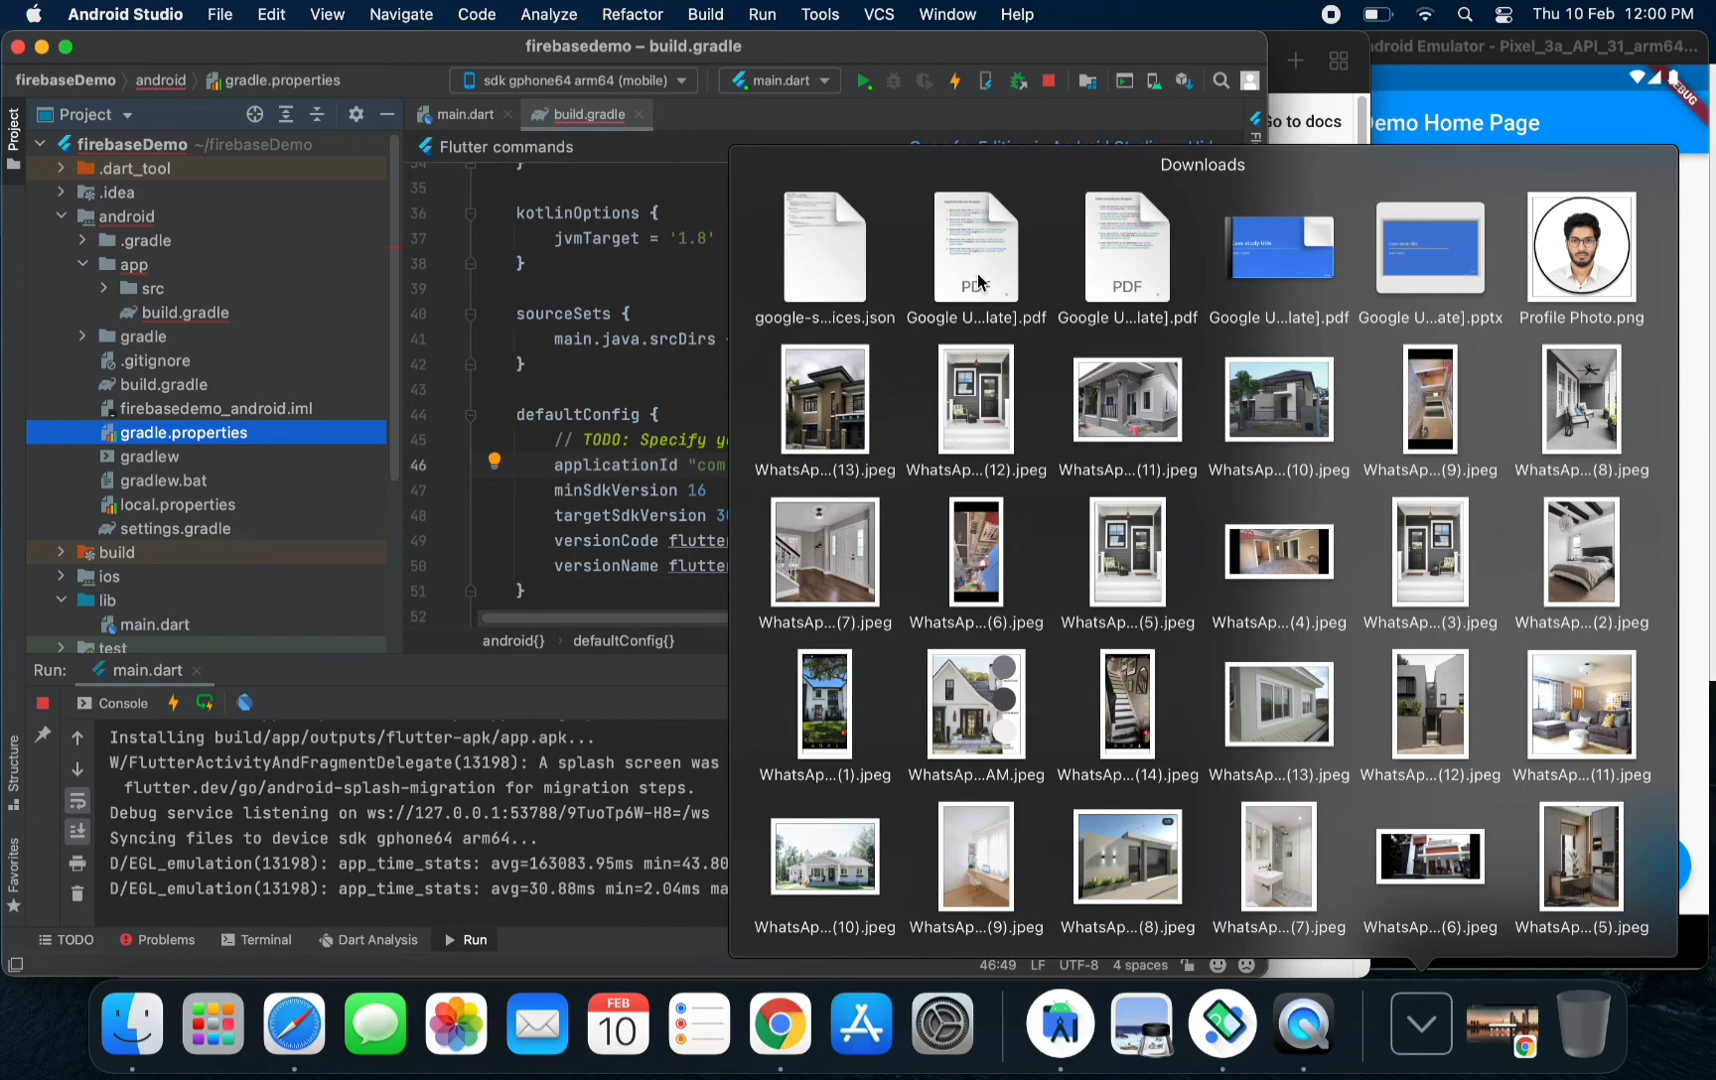 Android Studio File Edit View Navigate Code Analyze Refactor Build Run Tools VCS Window Help Thu 10 Feb 12:00 PM
firebasedemo – build.gradle
droid Emulator - Pixel_3a_API_31_arm64...
firebaseDemo android gradle.properties sdk gphone64 arm64 (mobile) main.dart
Project
main.dart build.gradle
Go to docs
emo Home Page
Project
firebaseDemo ~/firebaseDemo
.dart_tool
.idea
android
.gradle
app
src
build.gradle
gradle
.gitignore
build.gradle
firebasedemo_android.iml
gradle.properties
gradlew
gradlew.bat
local.properties
settings.gradle
build
ios
lib
main.dart
test
Flutter commands
34 }
35
36 kotlinOptions {
37 jvmTarget = '1.8'
38 }
39
40 sourceSets {
41 main.java.srcDirs
42 }
43
44 defaultConfig {
45 // TODO: Specify y
46 applicationId "com
47 minSdkVersion 16
48 targetSdkVersion 3
49 versionCode flutter
50 versionName flutter
51 }
52
android{} › defaultConfig{}
Downloads
google-s...ices.json Google U...late].pdf Google U...late].pdf Google U...late].pdf Google U...ate].pptx Profile Photo.png
PDF
PDF
Case study title
WhatsAp...(13).jpeg WhatsAp...(12).jpeg WhatsAp...(11).jpeg WhatsAp...(10).jpeg WhatsAp...(9).jpeg WhatsAp...(8).jpeg
WhatsAp...(7).jpeg WhatsAp...(6).jpeg WhatsAp...(5).jpeg WhatsAp...(4).jpeg WhatsAp...(3).jpeg WhatsAp...(2).jpeg
WhatsAp...(1).jpeg WhatsAp...AM.jpeg WhatsAp...(14).jpeg WhatsAp...(13).jpeg WhatsAp...(12).jpeg WhatsAp...(11).jpeg
WhatsAp...(10).jpeg WhatsAp...(9).jpeg WhatsAp...(8).jpeg WhatsAp...(7).jpeg WhatsAp...(6).jpeg WhatsAp...(5).jpeg
Run: main.dart
Console
Installing build/app/outputs/flutter-apk/app.apk...
W/FlutterActivityAndFragmentDelegate(13198): A splash screen was
flutter.dev/go/android-splash-migration for migration steps.
Debug service listening on ws://127.0.0.1:53788/9TuoTp6W-H8=/ws
Syncing files to device sdk gphone64 arm64...
D/EGL_emulation(13198): app_time_stats: avg=163083.95ms min=43.80
D/EGL_emulation(13198): app_time_stats: avg=30.88ms min=2.04ms ma
Structure
Favorites
TODO Problems Terminal Dart Analysis Run
46:49 LF UTF-8 4 spaces
FEB
10